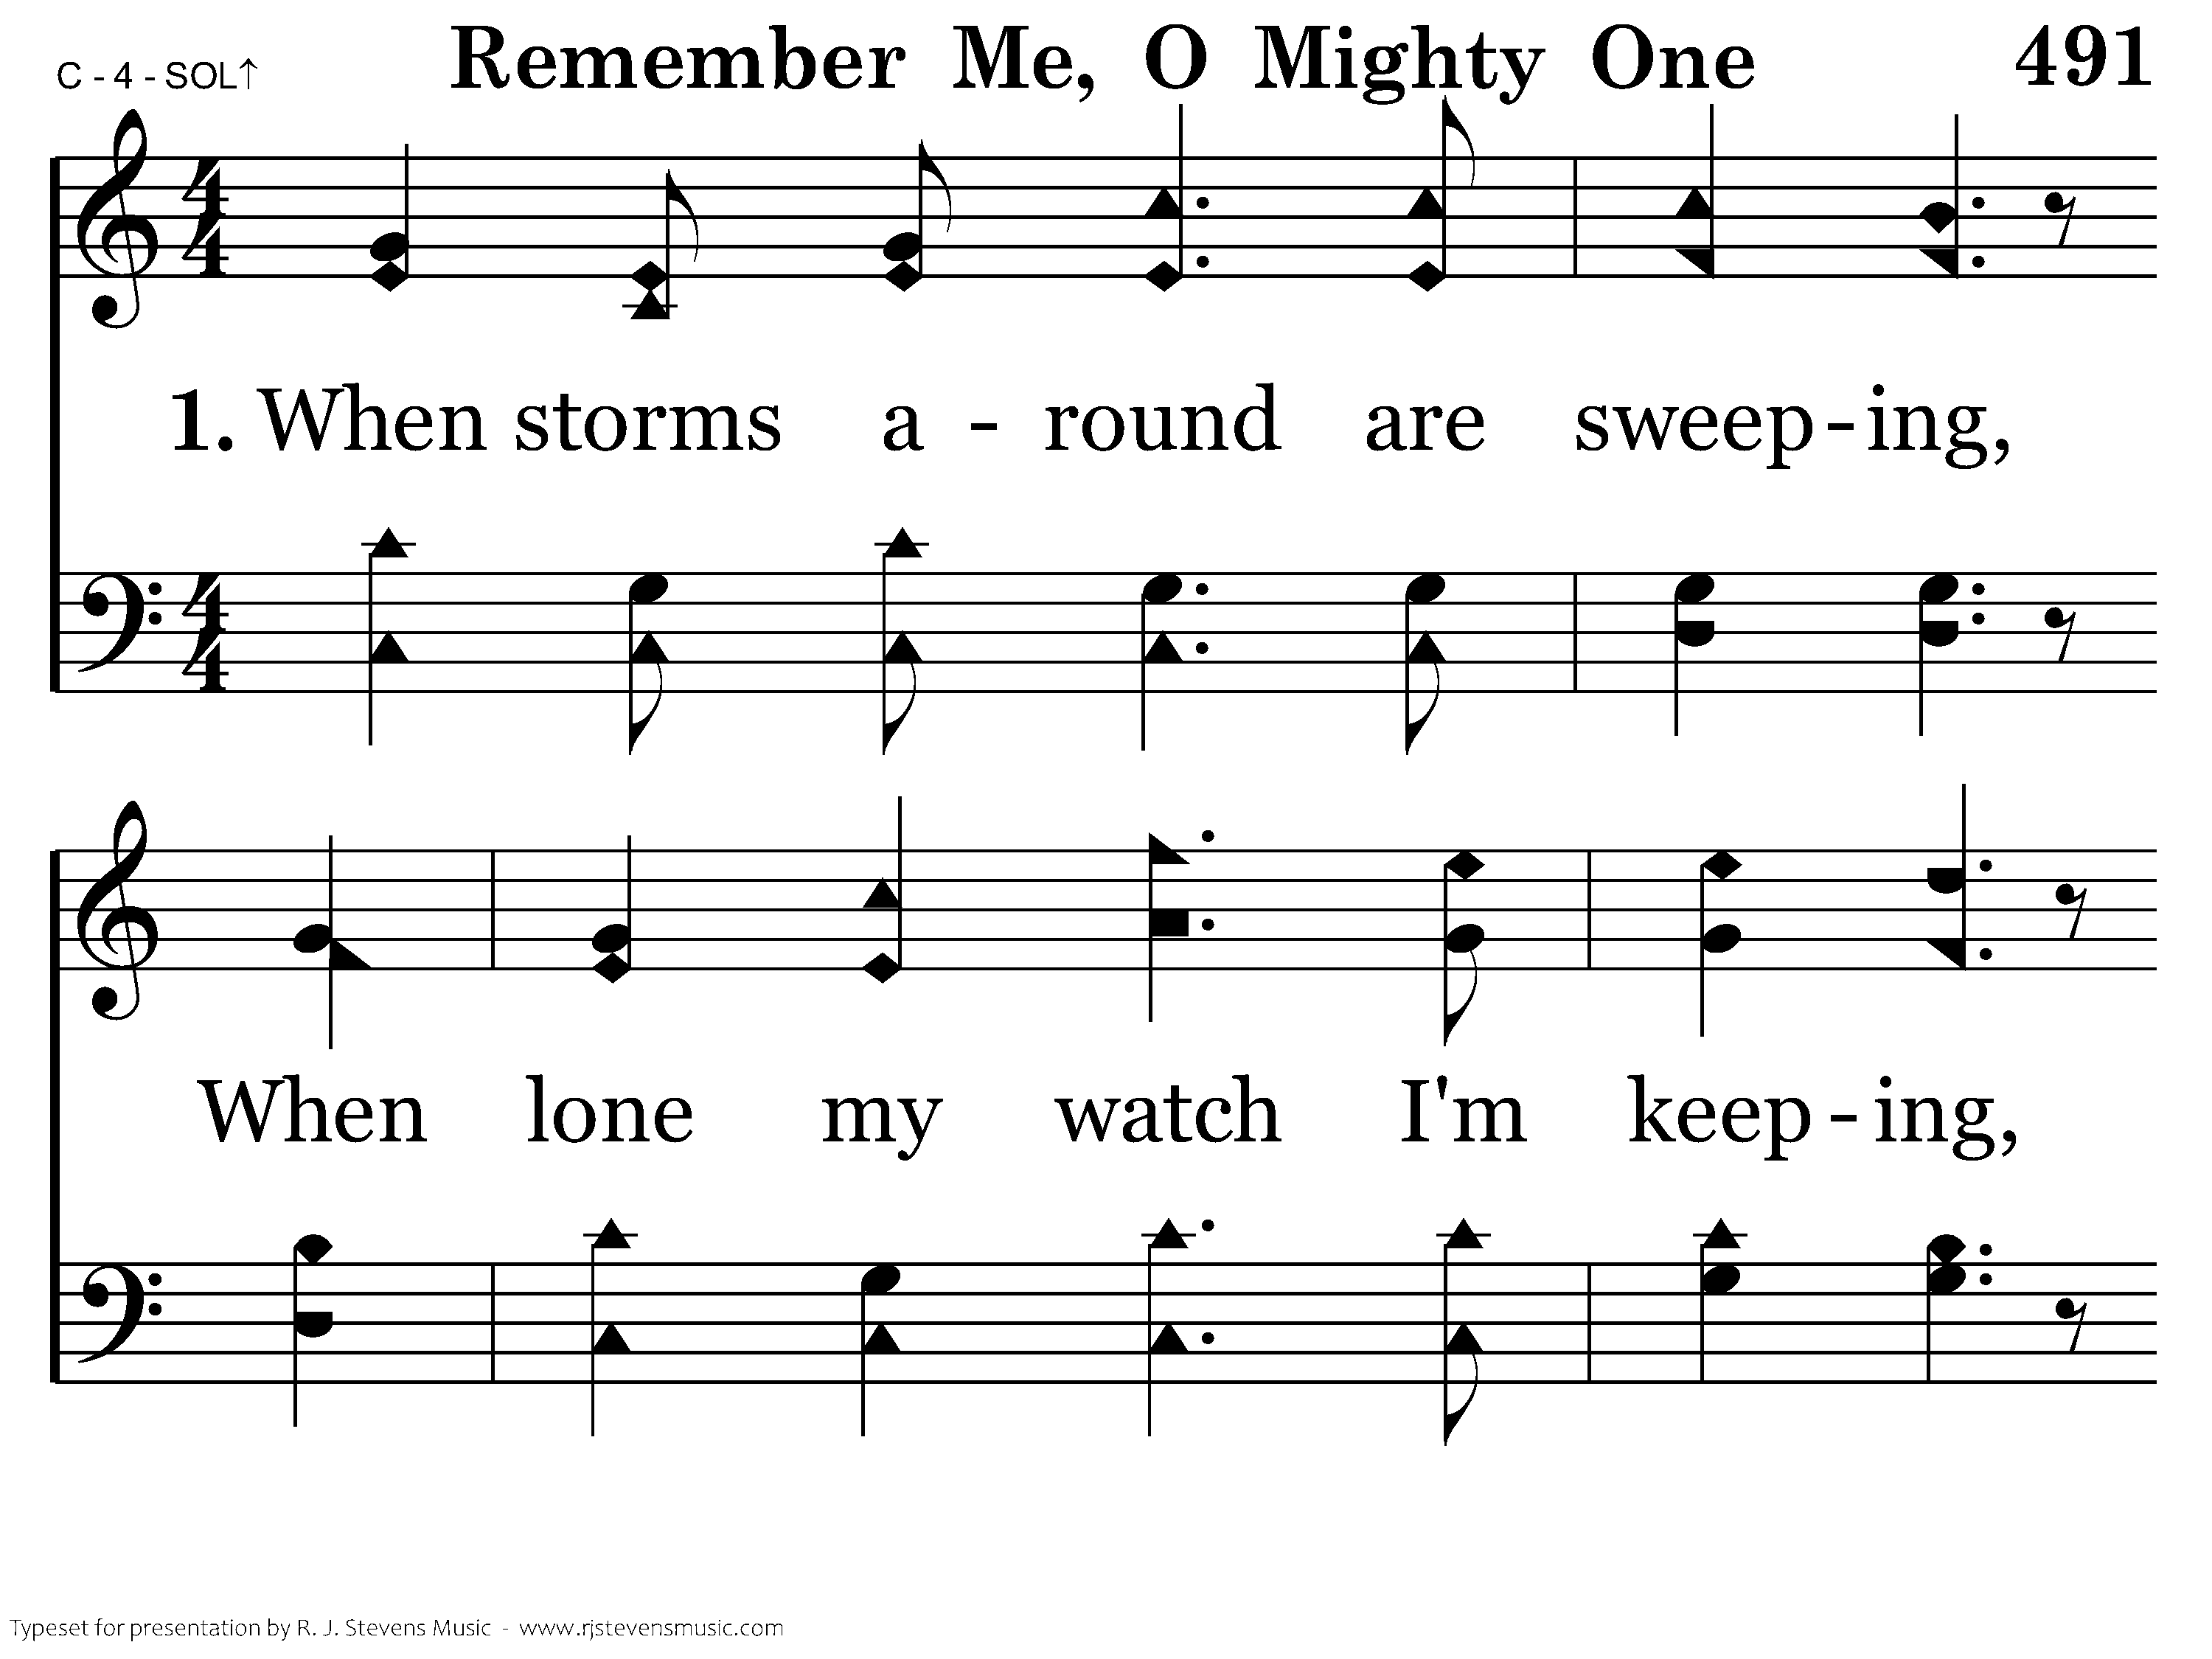 C - 4 - SOL↑ Remember Me, O Mighty One 491
1. When storms a - round are sweep - ing,
When lone my watch I'm keep - ing,
Typeset for presentation by R. J. Stevens Music - www.rjstevensmusic.com